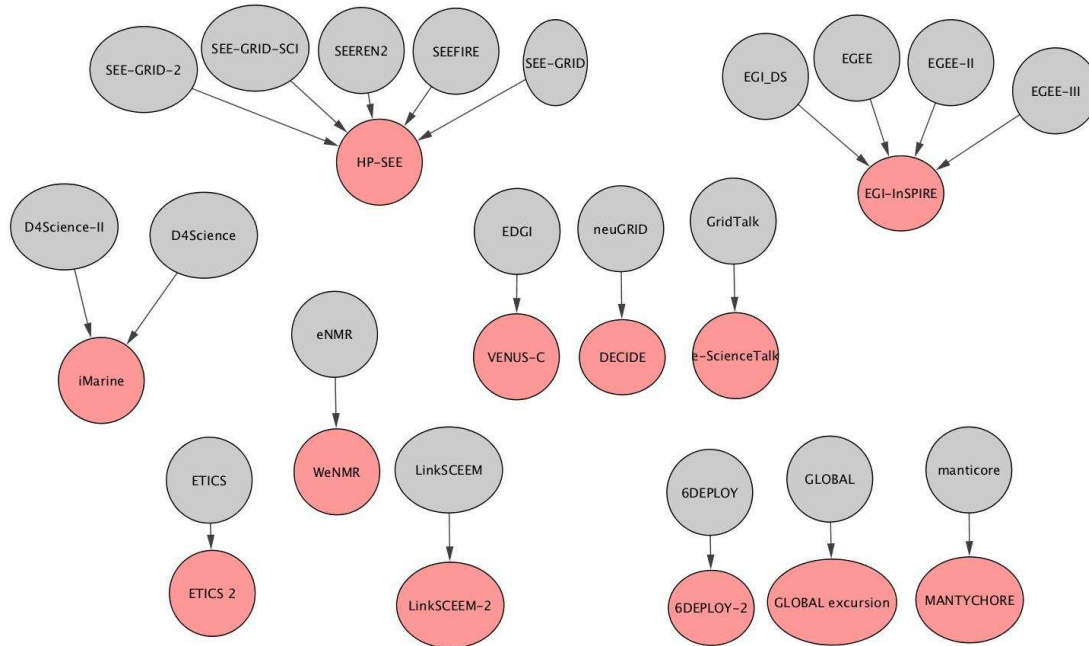 SEE-GRID-2
SEE-GRID-SCI
SEEREN2
SEEFIRE
SEE-GRID
HP-SEE
EGI_DS
EGEE
EGEE-II
EGEE-III
EGI-InSPIRE
D4Science-II
D4Science
iMarine
EDGI
neuGRID
GridTalk
VENUS-C
DECIDE
e-ScienceTalk
eNMR
WeNMR
ETICS
ETICS 2
LinkSCEEM
LinkSCEEM-2
6DEPLOY
GLOBAL
manticore
6DEPLOY-2
GLOBAL excursion
MANTYCHORE